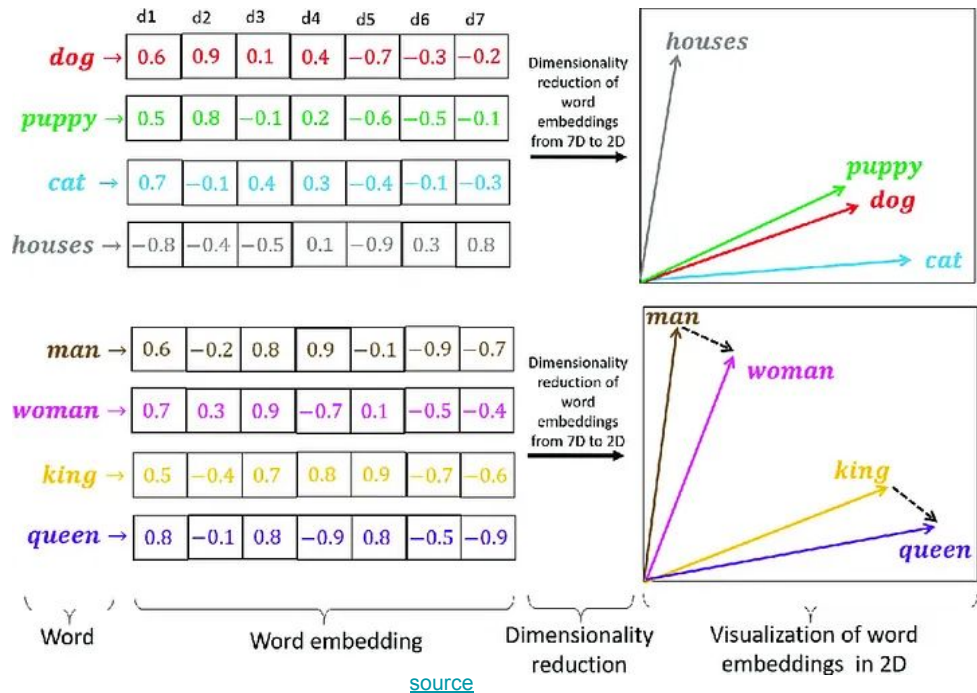 d1 d2 d3 d4 d5 d6 d7
dog → 0.6 0.9 0.1 0.4 −0.7 −0.3 −0.2
puppy → 0.5 0.8 −0.1 0.2 −0.6 −0.5 −0.1
cat → 0.7 −0.1 0.4 0.3 −0.4 −0.1 −0.3
houses → −0.8 −0.4 −0.5 0.1 −0.9 0.3 0.8
Dimensionality
reduction of
word
embeddings
from 7D to 2D
houses
puppy
dog
cat
man → 0.6 −0.2 0.8 0.9 −0.1 −0.9 −0.7
woman → 0.7 0.3 0.9 −0.7 0.1 −0.5 −0.4
king → 0.5 −0.4 0.7 0.8 0.9 −0.7 −0.6
queen → 0.8 −0.1 0.8 −0.9 0.8 −0.5 −0.9
Dimensionality
reduction of
word
embeddings
from 7D to 2D
man
woman
king
queen
Word
Word embedding
Dimensionality
reduction
Visualization of word
embeddings in 2D
source